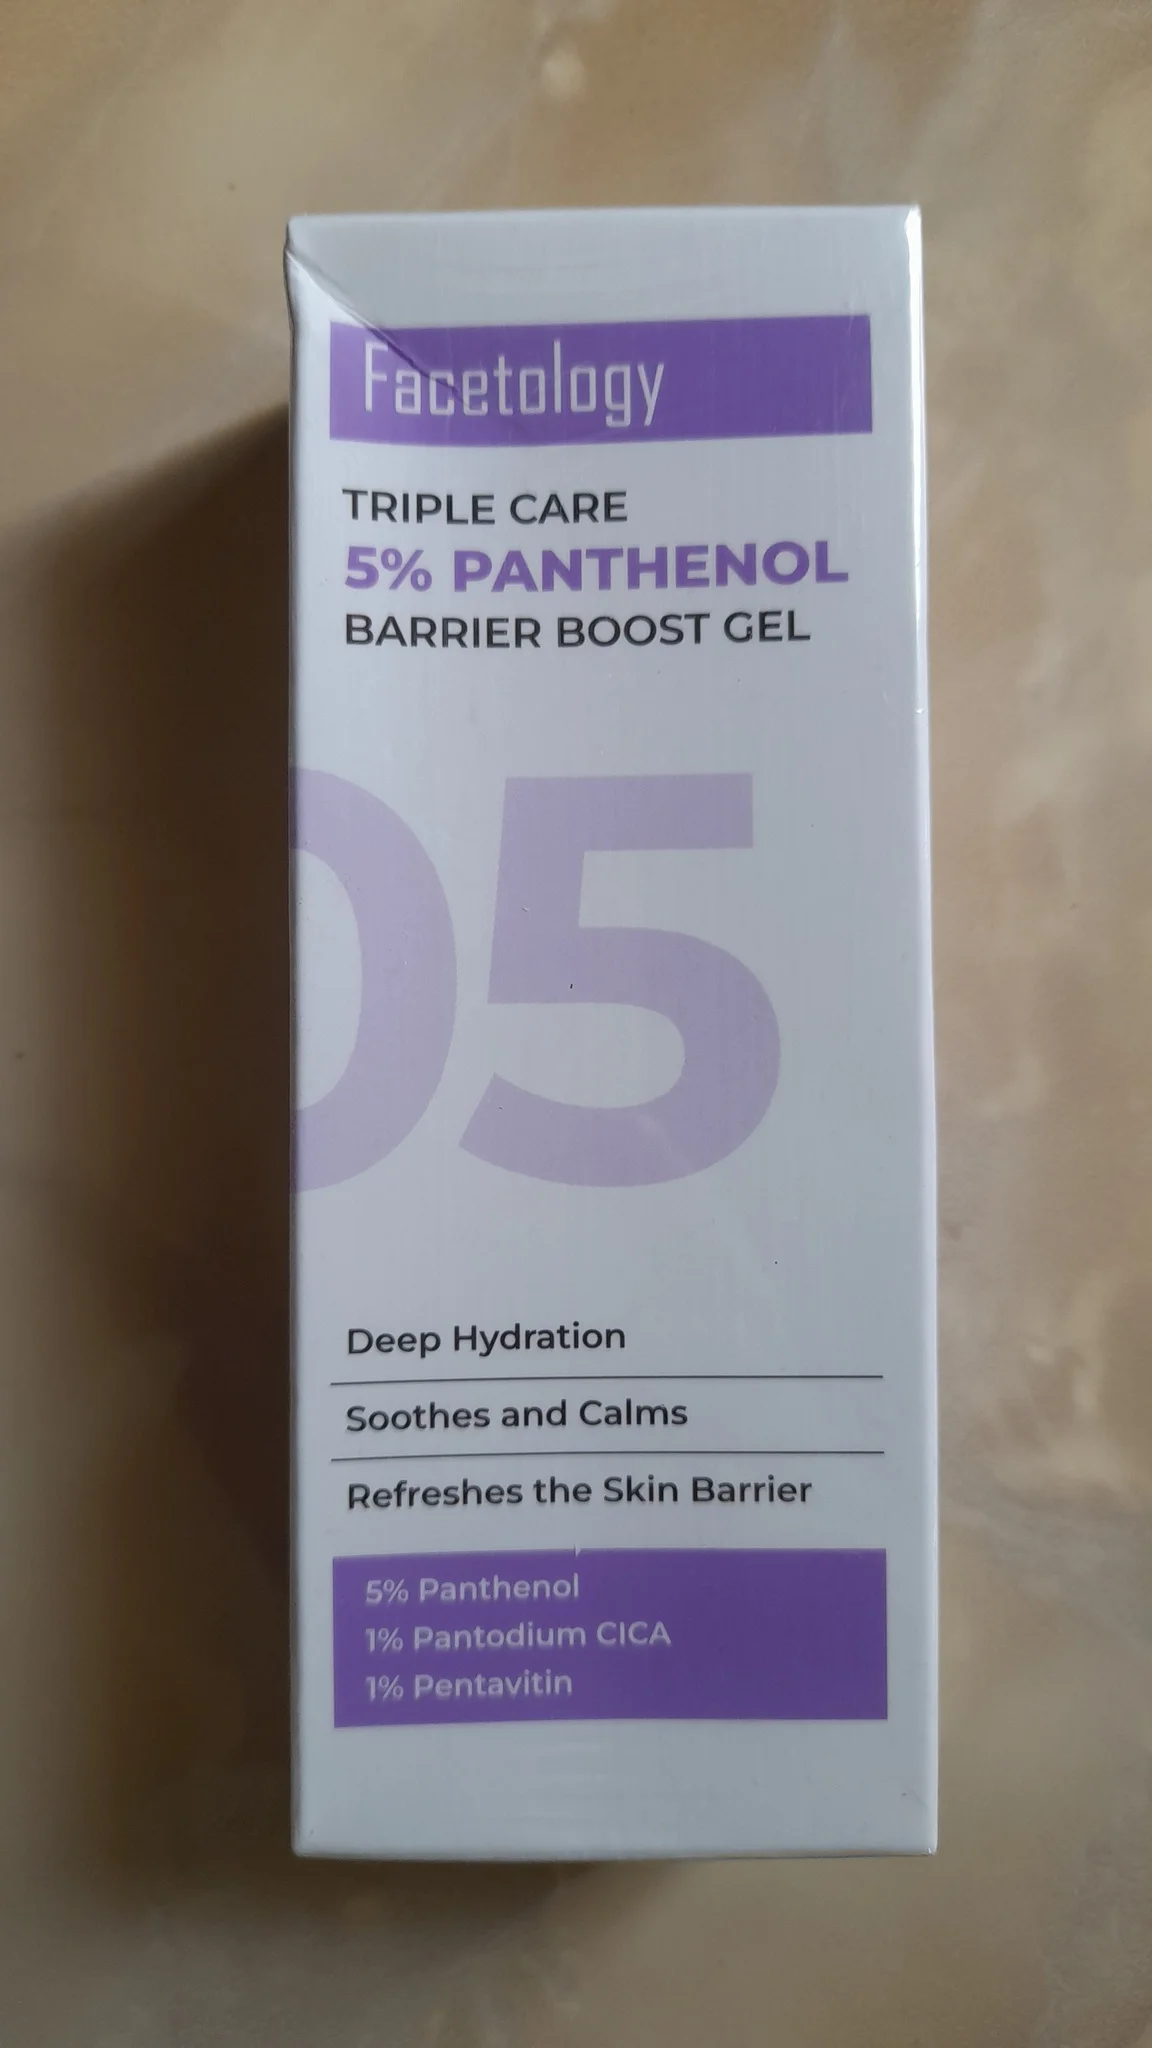 Facetology
TRIPLE CARE
5% PANTHENOL
BARRIER BOOST GEL
05
Deep Hydration
Soothes and Calms
Refreshes the Skin Barrier
5% Panthenol
1% Pantodium CICA
1% Pentavitin